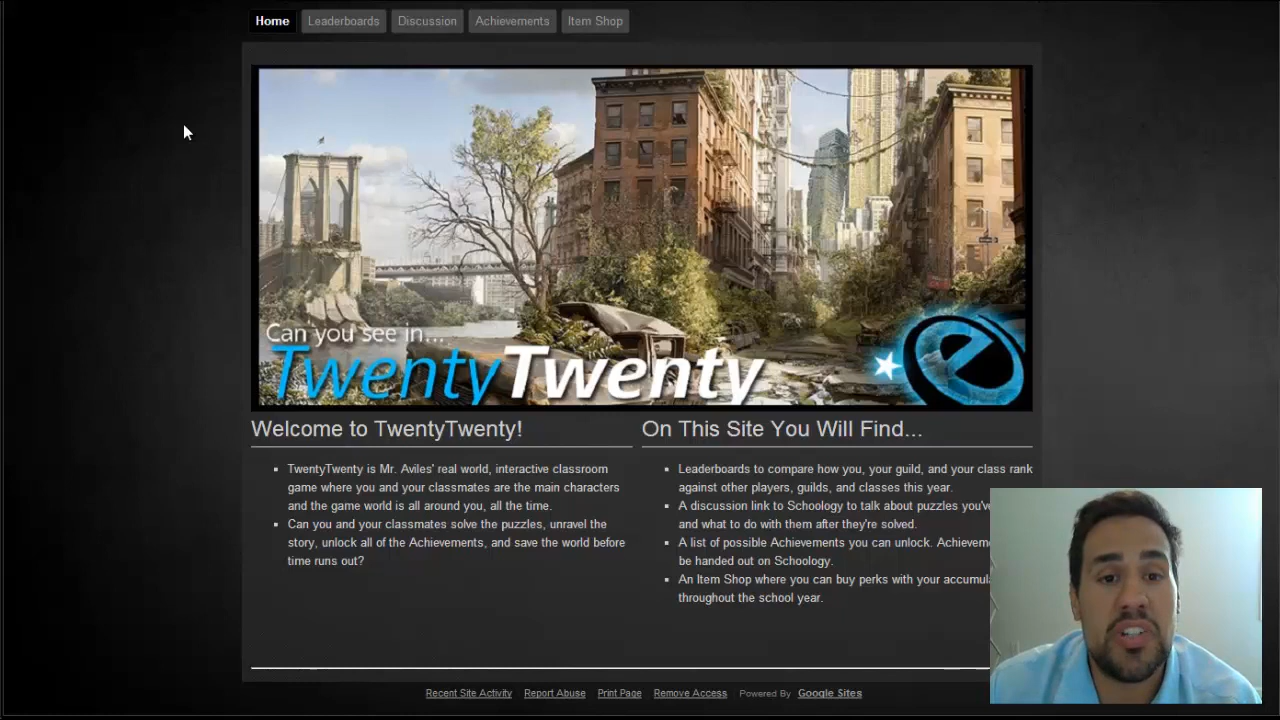 Home
Leaderboards
Discussion
Achievements
Item Shop
Can you see in...
TwentyTwenty
Welcome to TwentyTwenty!
TwentyTwenty is Mr. Aviles' real world, interactive classroom
game where you and your classmates are the main characters
and the game world is all around you, all the time.
Can you and your classmates solve the puzzles, unravel the
story, unlock all of the Achievements, and save the world before
time runs out?
On This Site You Will Find...
Leaderboards to compare how you, your guild, and your class rank
against other players, guilds, and classes this year.
A discussion link to Schoology to talk about puzzles
and what to do with them after they're solved.
A list of possible Achievements you can unlock.
be handed out on Schoology.
An Item Shop where you can buy perks with your
throughout the school year.
Recent Site Activity
Report Abuse
Print Page
Remove Access
Powered By
Google Sites